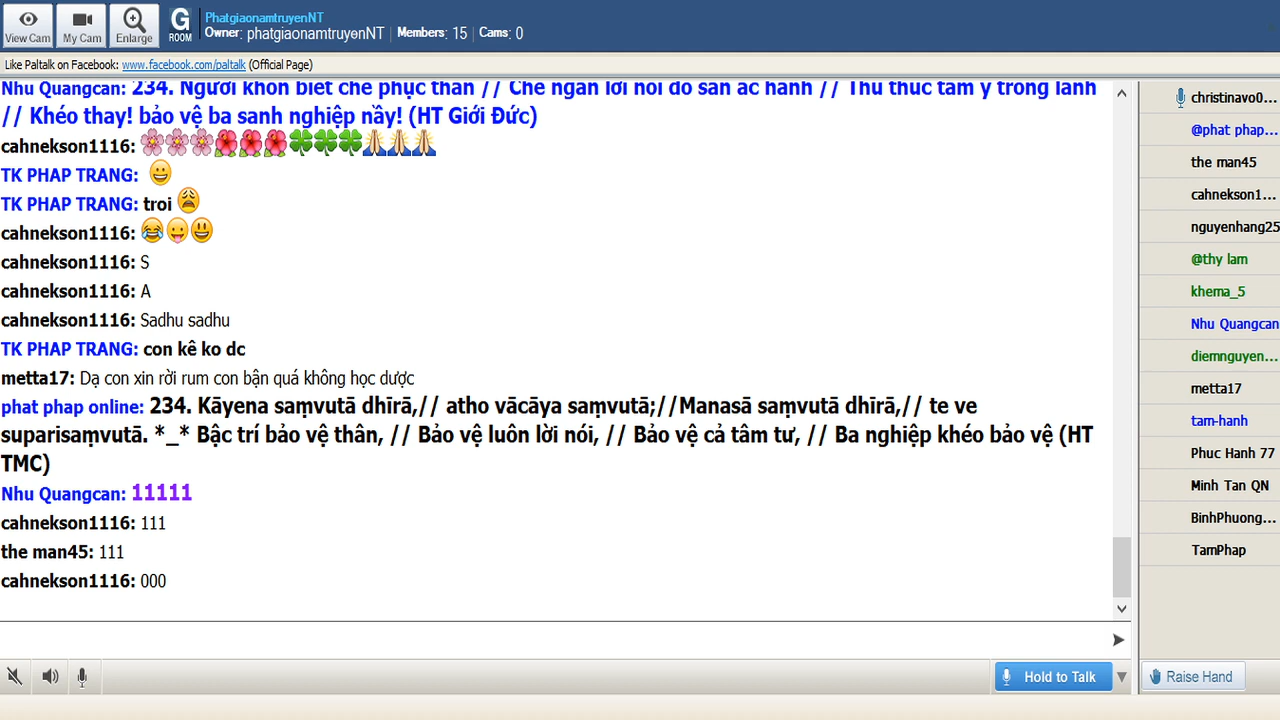 View Cam
My Cam
Enlarge
G
ROOM
PhatgiaonamtruyenNT
Owner: phatgiaonamtruyenNT | Members: 15 | Cams: 0
Like Paltalk on Facebook: www.facebook.com/paltalk (Official Page)
Nhu Quangcan: 234. Người khôn biết chế phục thân // Chế ngăn lời nói do sân ác hành // Thu thúc tâm ý trong lành
// Khéo thay! bảo vệ ba sanh nghiệp nầy! (HT Giới Đức)
cahnekson1116: 🌸🌸🌸🌺🌺🌺🍀🍀🍀🙏🙏🙏
TK PHAP TRANG: 😀
TK PHAP TRANG: troi 😩
cahnekson1116: 😂😛😃
cahnekson1116: S
cahnekson1116: A
cahnekson1116: Sadhu sadhu
TK PHAP TRANG: con kê ko dc
metta17: Dạ con xin rời rum con bận quá không học dược
phat phap online: 234. Kāyena saṃvutā dhīrā,// atho vācāya saṃvutā;//Manasā saṃvutā dhīrā,// te ve
suparisaṃvutā. *_* Bậc trí bảo vệ thân, // Bảo vệ luôn lời nói, // Bảo vệ cả tâm tư, // Ba nghiệp khéo bảo vệ (HT
TMC)
Nhu Quangcan: 11111
cahnekson1116: 111
the man45: 111
cahnekson1116: 000
Hold to Talk
christinavo0...
@phat phap...
the man45
cahnekson1...
nguyenhang25
@thy lam
khema_5
Nhu Quangcan
diemnguyen...
metta17
tam-hanh
Phuc Hanh 77
Minh Tan QN
BinhPhuong...
TamPhap
Raise Hand